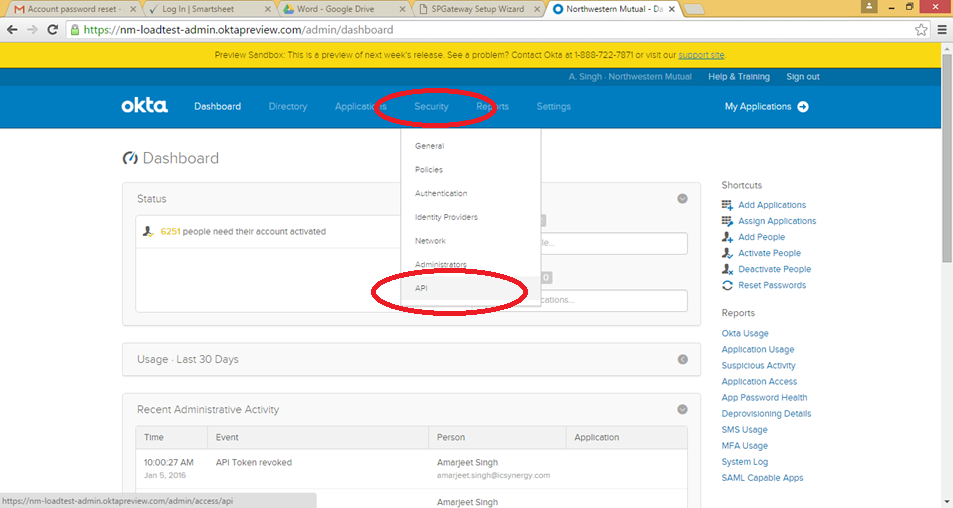 Account password reset -
Log In | Smartsheet
Word - Google Drive
SPGateway Setup Wizard
Northwestern Mutual - Da
https://nm-loadtest-admin.oktapreview.com/admin/dashboard
Preview Sandbox: This is a preview of next week's release. See a problem? Contact Okta at 1-888-722-7871 or visit our support site.
A. Singh - Northwestern Mutual Help & Training Sign out
okta Dashboard Directory Applications Security Reports Settings My Applications
General
Policies
Authentication
Identity Providers
Network
Administrators
API
Dashboard
Status
6251 people need their account activated
0
cations...
Usage - Last 30 Days
Recent Administrative Activity
Time Event Person Application
10:00:27 AM API Token revoked Amarjeet Singh
Jan 5, 2016 amarjeet.singh@icsynergy.com
Amarjeet Singh
Shortcuts
Add Applications
Assign Applications
Add People
Activate People
Deactivate People
Reset Passwords
Reports
Okta Usage
Application Usage
Suspicious Activity
Application Access
App Password Health
Deprovisioning Details
SMS Usage
MFA Usage
System Log
SAML Capable Apps
https://nm-loadtest-admin.oktapreview.com/admin/access/api